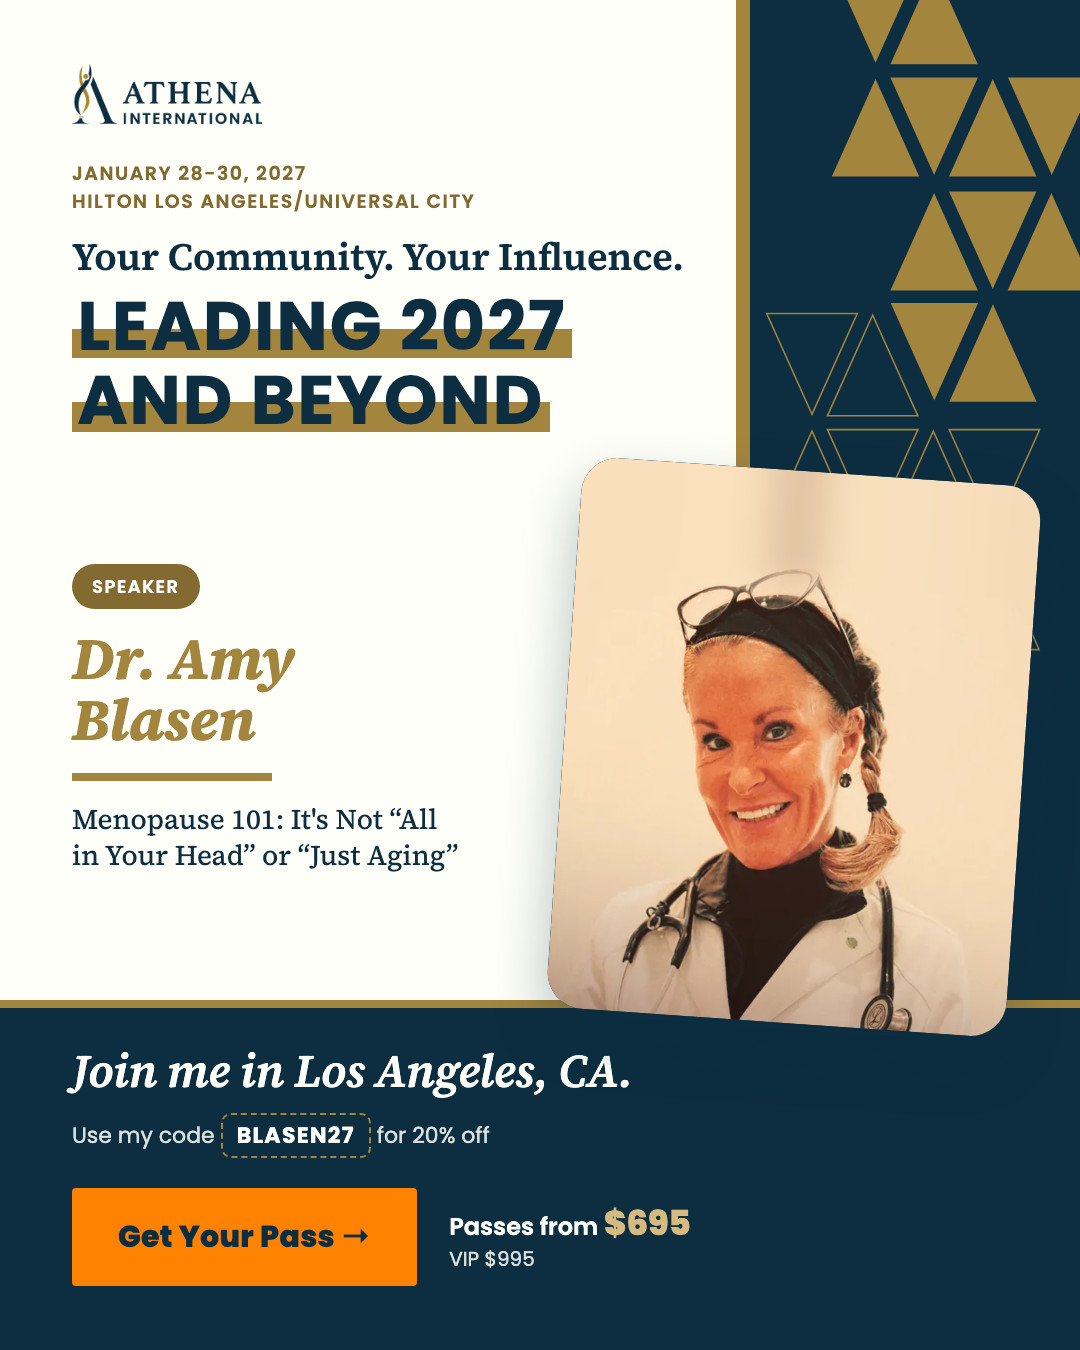 ATHENA
INTERNATIONAL
JANUARY 28-30, 2027
HILTON LOS ANGELES/UNIVERSAL CITY
Your Community. Your Influence.
LEADING 2027
AND BEYOND
SPEAKER
Dr. Amy
Blasen
Menopause 101: It's Not “All
in Your Head” or “Just Aging”
Join me in Los Angeles, CA.
Use my code BLASEN27 for 20% off
Get Your Pass →
Passes from $695
VIP $995